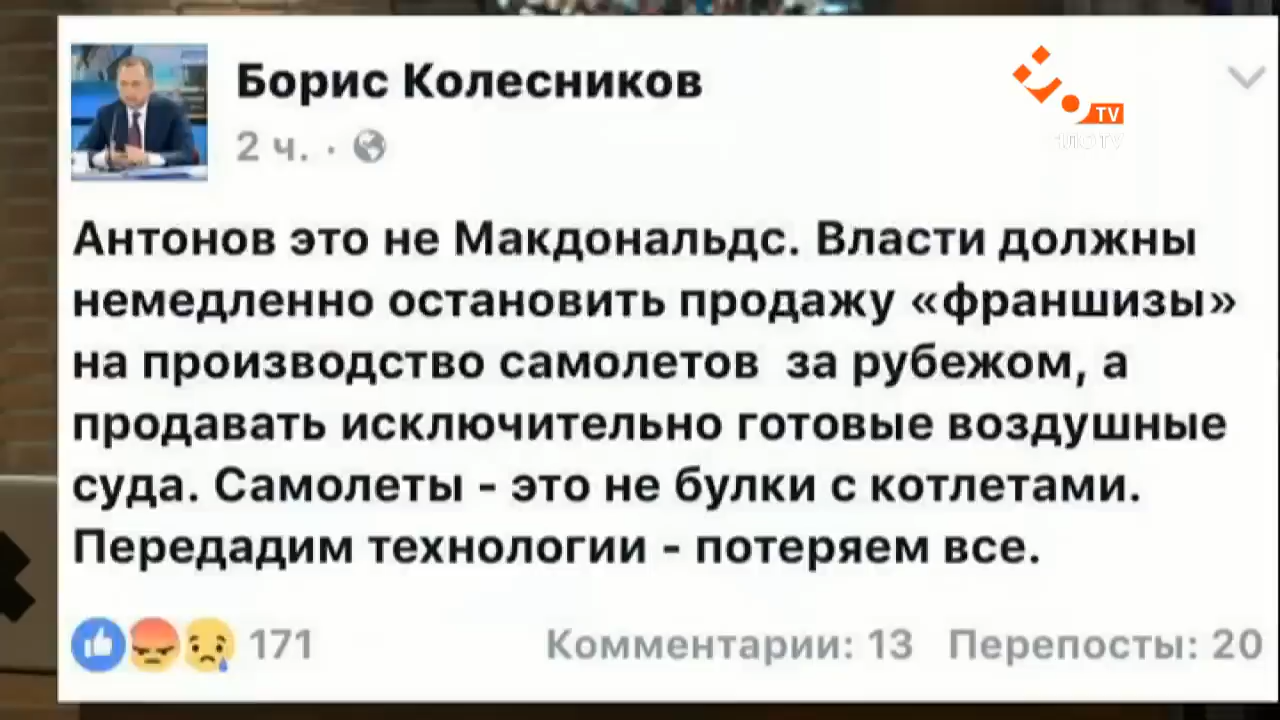 Борис Колесников
2 ч. ·
TV
НЛО TV
Антонов это не Макдональдс. Власти должны
немедленно остановить продажу «франшизы»
на производство самолетов за рубежом, а
продавать исключительно готовые воздушные
суда. Самолеты - это не булки с котлетами.
Передадим технологии - потеряем все.
171 Комментарии: 13 Перепосты: 20